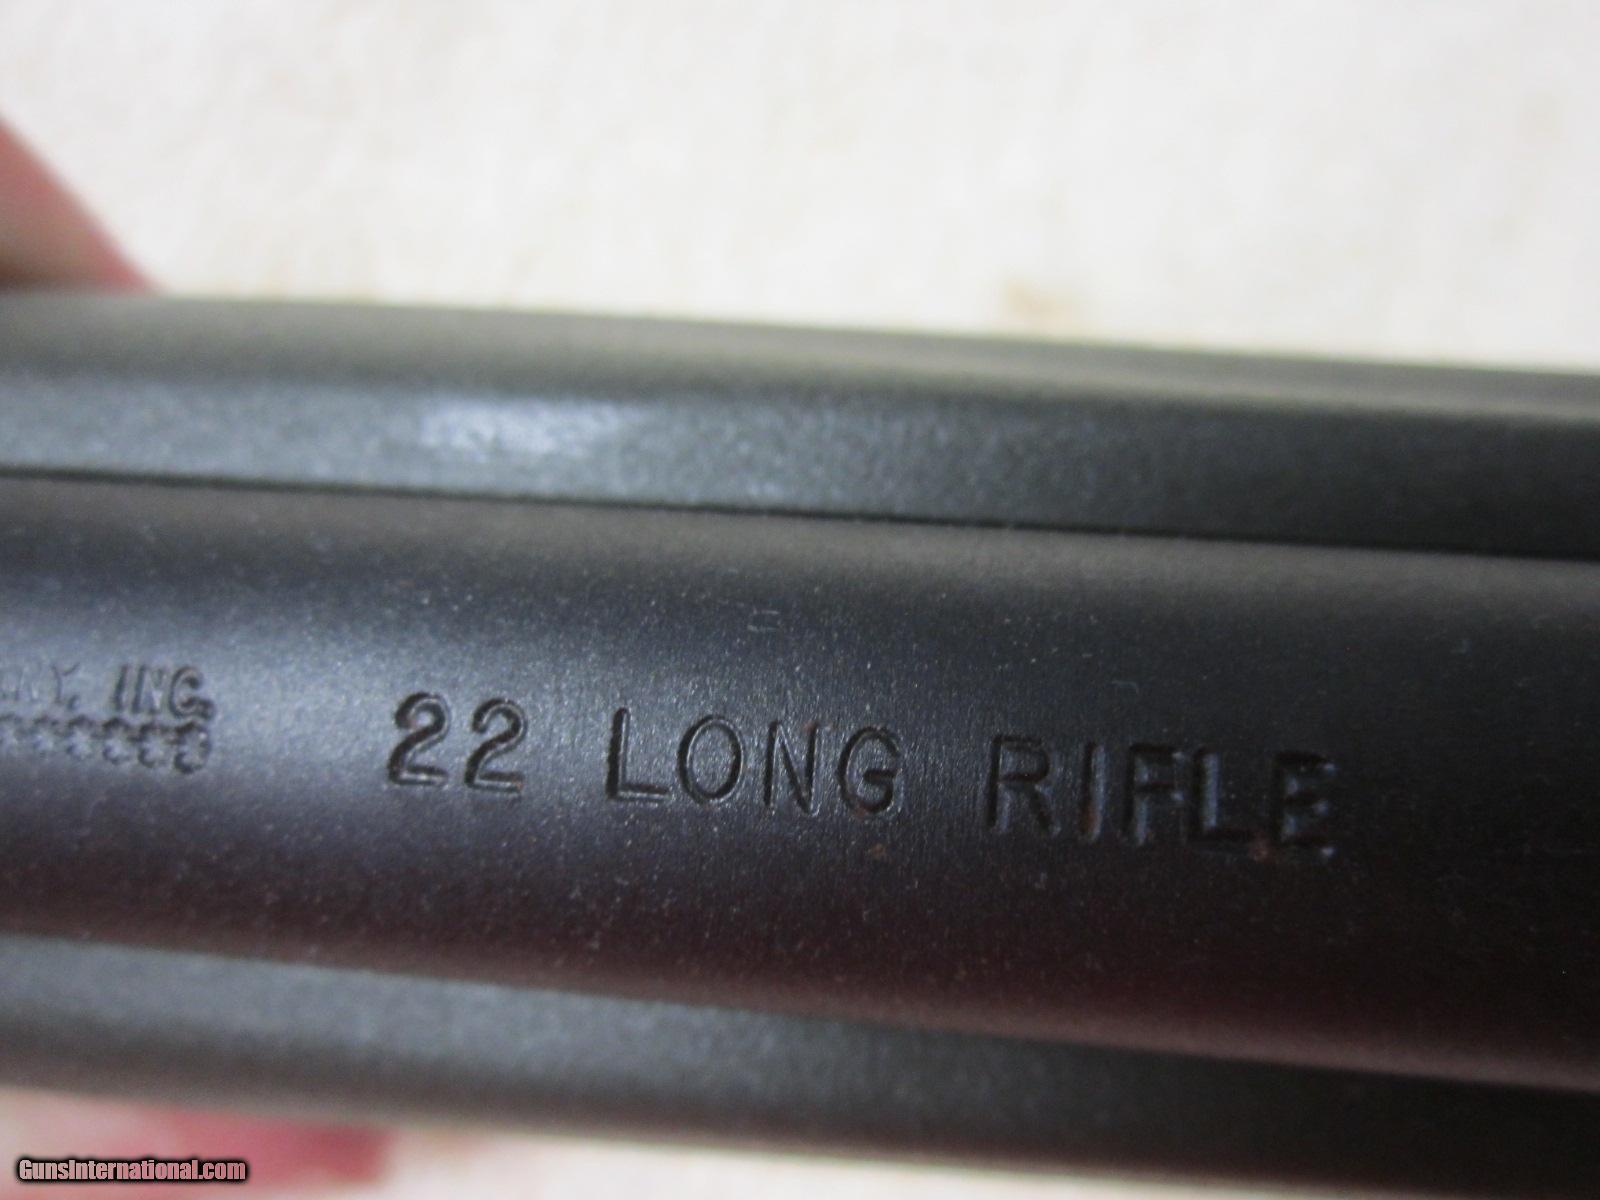 INC.
22 LONG RIFLE
GunsInternational.com